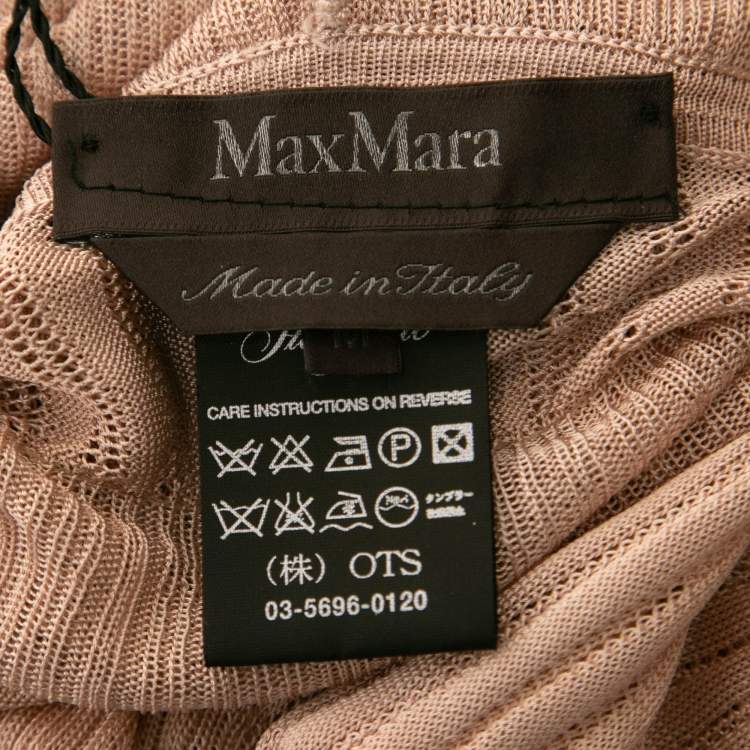 MaxMara
Made in Italy
M
CARE INSTRUCTIONS ON REVERSE
P
タンブラー
(株) OTS
03-5696-0120